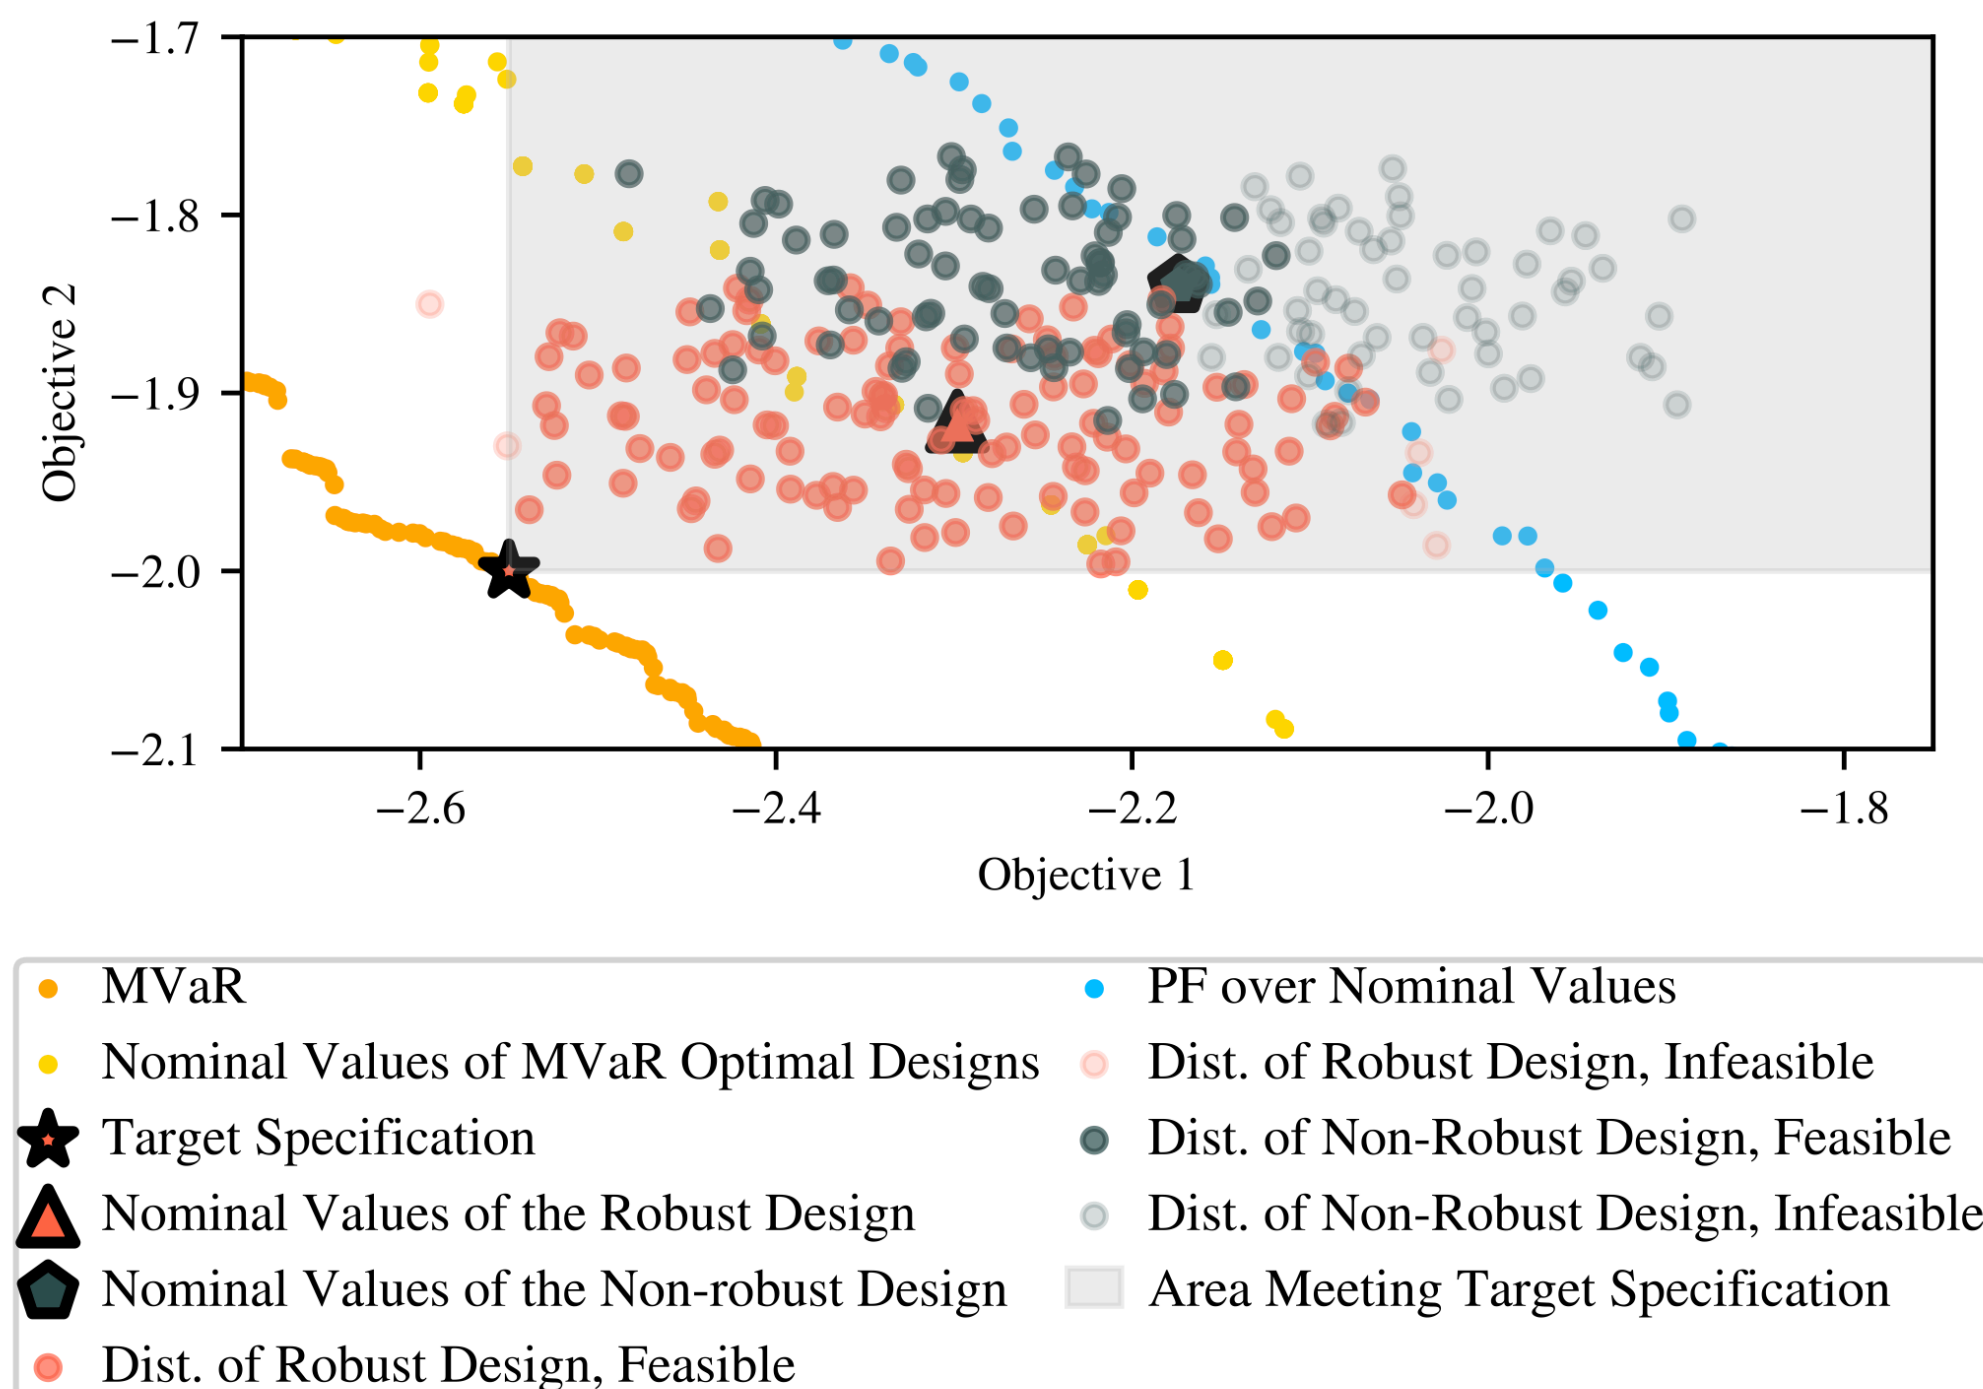 −1.7
−1.8
−1.9
−2.0
−2.1
Objective 2
−2.6 −2.4 −2.2 −2.0 −1.8
Objective 1
MVaR
Nominal Values of MVaR Optimal Designs
Target Specification
Nominal Values of the Robust Design
Nominal Values of the Non-robust Design
Dist. of Robust Design, Feasible
PF over Nominal Values
Dist. of Robust Design, Infeasible
Dist. of Non-Robust Design, Feasible
Dist. of Non-Robust Design, Infeasible
Area Meeting Target Specification